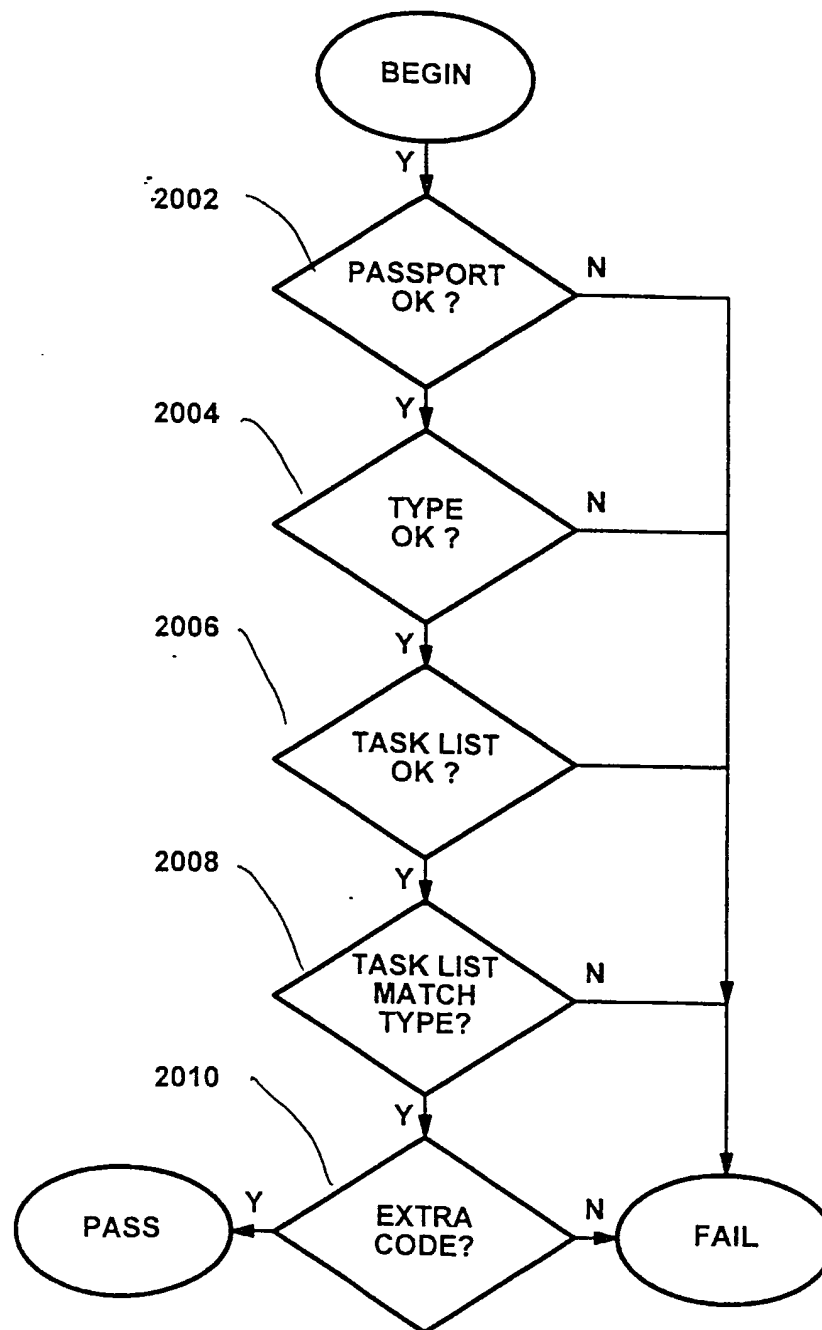 BEGIN
Y
2002
PASSPORT
OK ?
N
Y
2004
TYPE
OK ?
N
Y
2006
TASK LIST
OK ?
Y
2008
TASK LIST
MATCH
TYPE?
N
Y
2010
EXTRA
CODE?
Y
N
PASS
FAIL